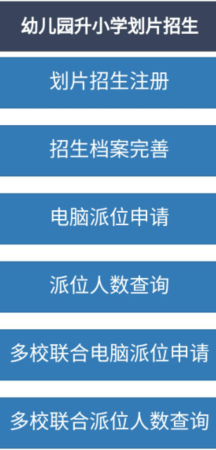 幼儿园升小学划片招生
划片招生注册
招生档案完善
电脑派位申请
派位人数查询
多校联合电脑派位申请
多校联合派位人数查询